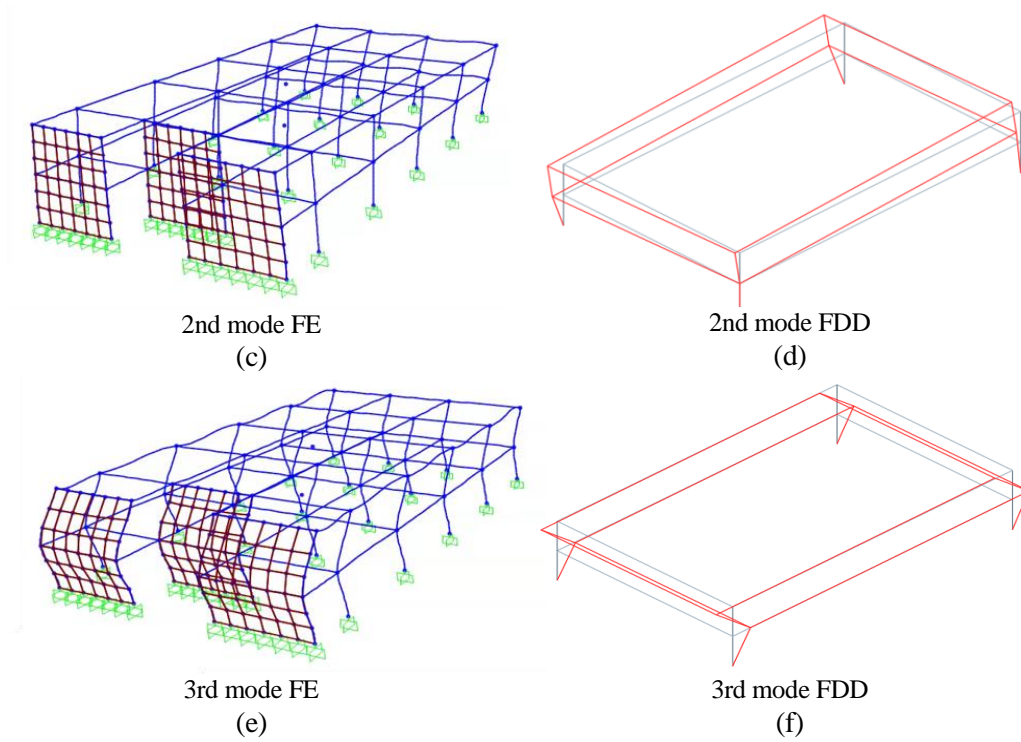 2nd mode FE
(c)
2nd mode FDD
(d)
3rd mode FE
(e)
3rd mode FDD
(f)